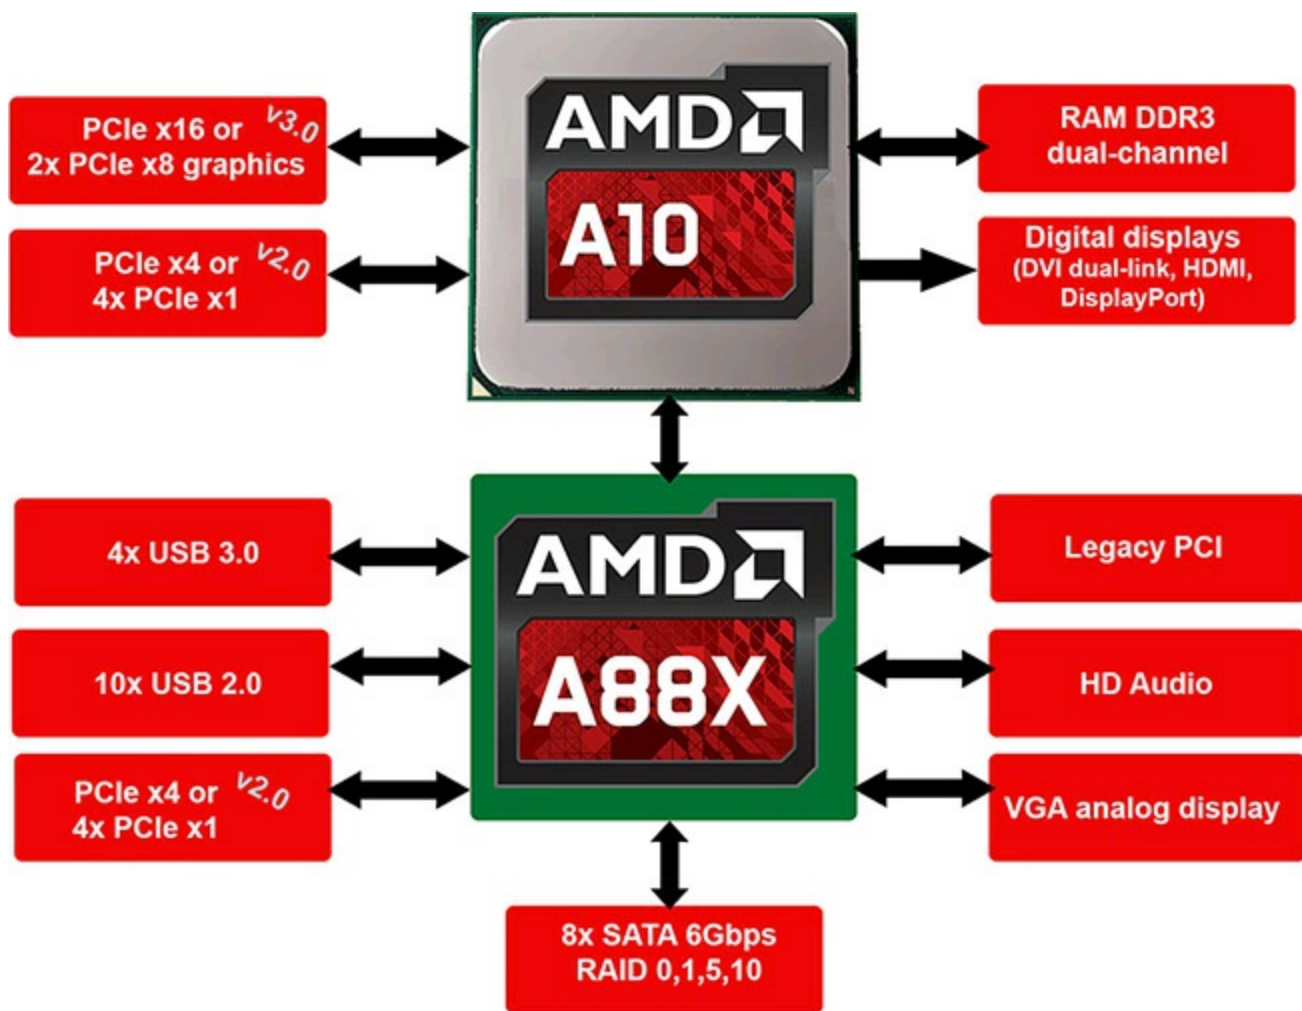 PCIe x16 or v3.0
2x PCIe x8 graphics
PCIe x4 or v2.0
4x PCIe x1
AMD
A10
RAM DDR3
dual-channel
Digital displays
(DVI dual-link, HDMI,
DisplayPort)
4x USB 3.0
10x USB 2.0
PCIe x4 or v2.0
4x PCIe x1
AMD
A88X
Legacy PCI
HD Audio
VGA analog display
8x SATA 6Gbps
RAID 0,1,5,10